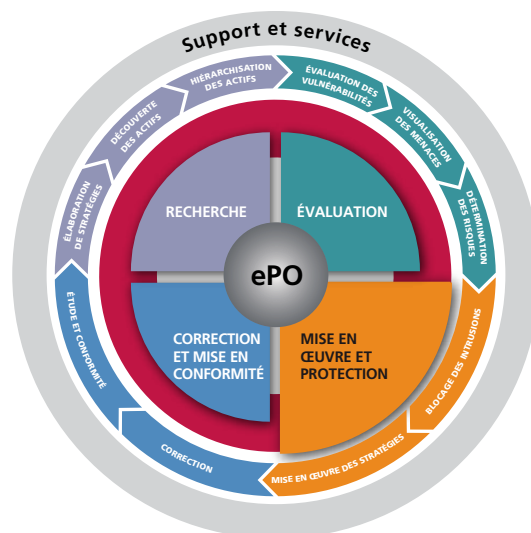 Support et services
HIÉRARCHISATION
DES ACTIFS
ÉVALUATION DES
VULNÉRABILITÉS
VISUALISATION
DES MENACES
DÉTERMINATION
DES RISQUES
BLOCAGE DES INTRUSIONS
MISE EN ŒUVRE DES STRATÉGIES
CORRECTION
ÉTUDE ET CONFORMITÉ
ÉLABORATION
DE STRATÉGIES
DÉCOUVERTE
DES ACTIFS
RECHERCHE
ÉVALUATION
ePO
CORRECTION
ET MISE EN
CONFORMITÉ
MISE EN
ŒUVRE ET
PROTECTION